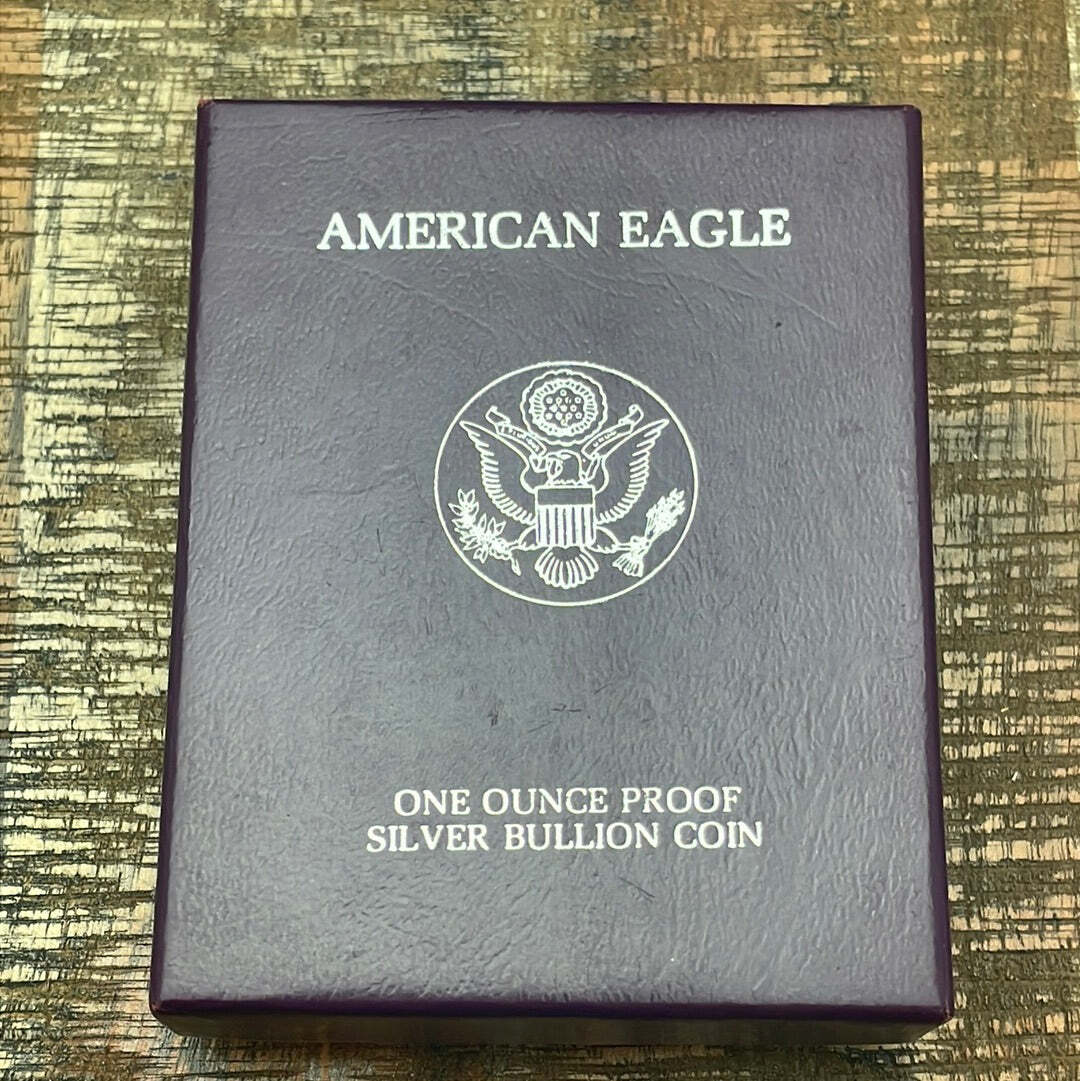 AMERICAN EAGLE
ONE OUNCE PROOF
SILVER BULLION COIN